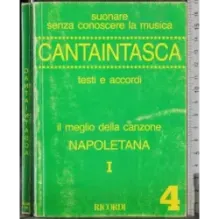 suonare
senza conoscere la musica
CANTAINTASCA
testi e accordi
il meglio della canzone
NAPOLETANA
I
RICORDI
4